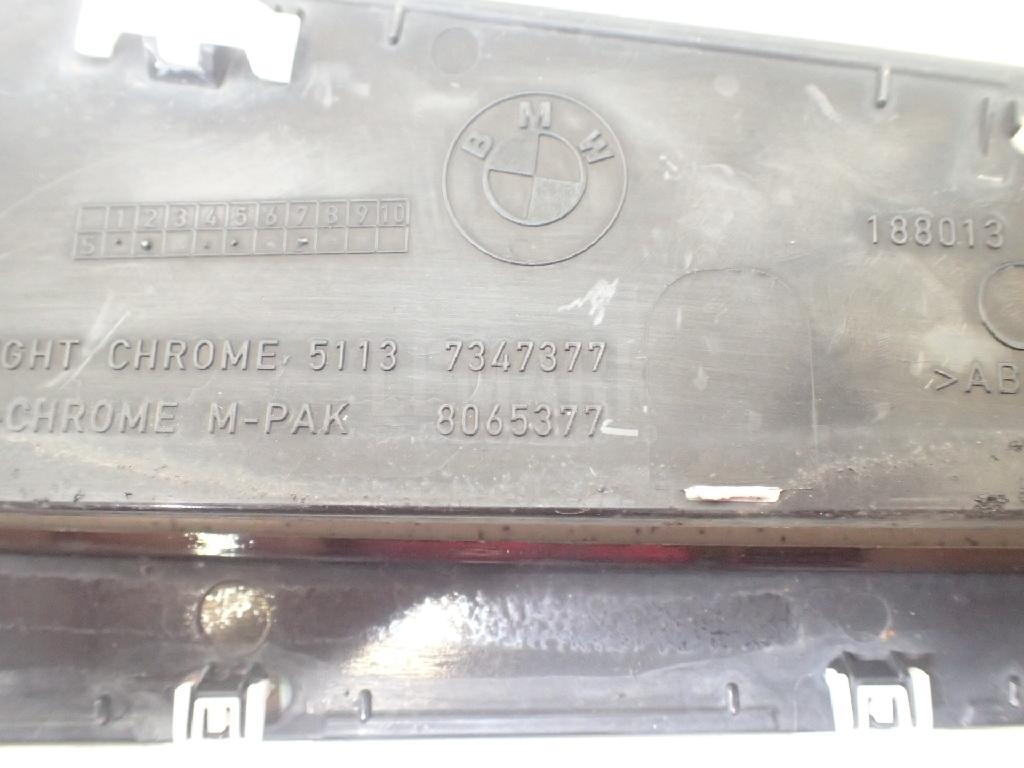 BMW
1 2 3 4 5 6 7 8 9 10
S
188013
GHT CHROME 5113 7347377
>AB
-CHROME M-PAK 8065377